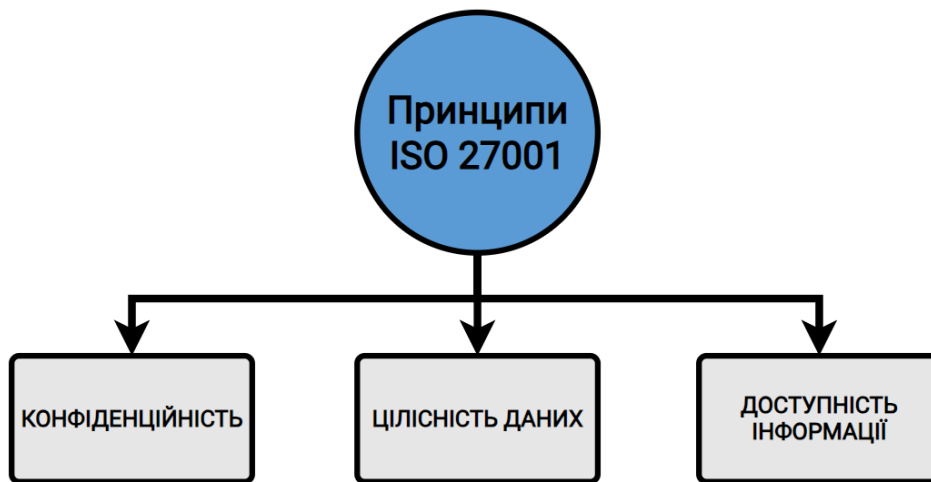 Принципи
ISO 27001
КОНФІДЕНЦІЙНІСТЬ
ЦІЛІСНІСТЬ ДАНИХ
ДОСТУПНІСТЬ
ІНФОРМАЦІЇ